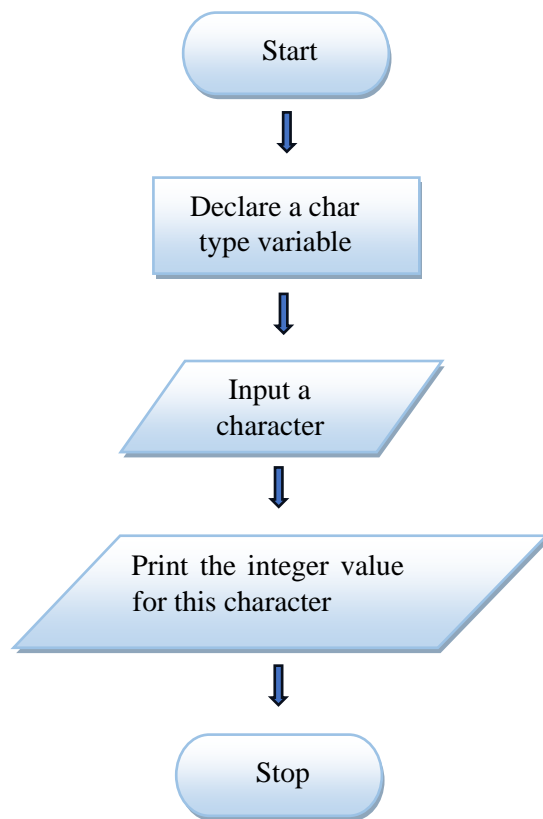 Start
Declare a char
type variable
Input a
character
Print the integer value
for this character
Stop